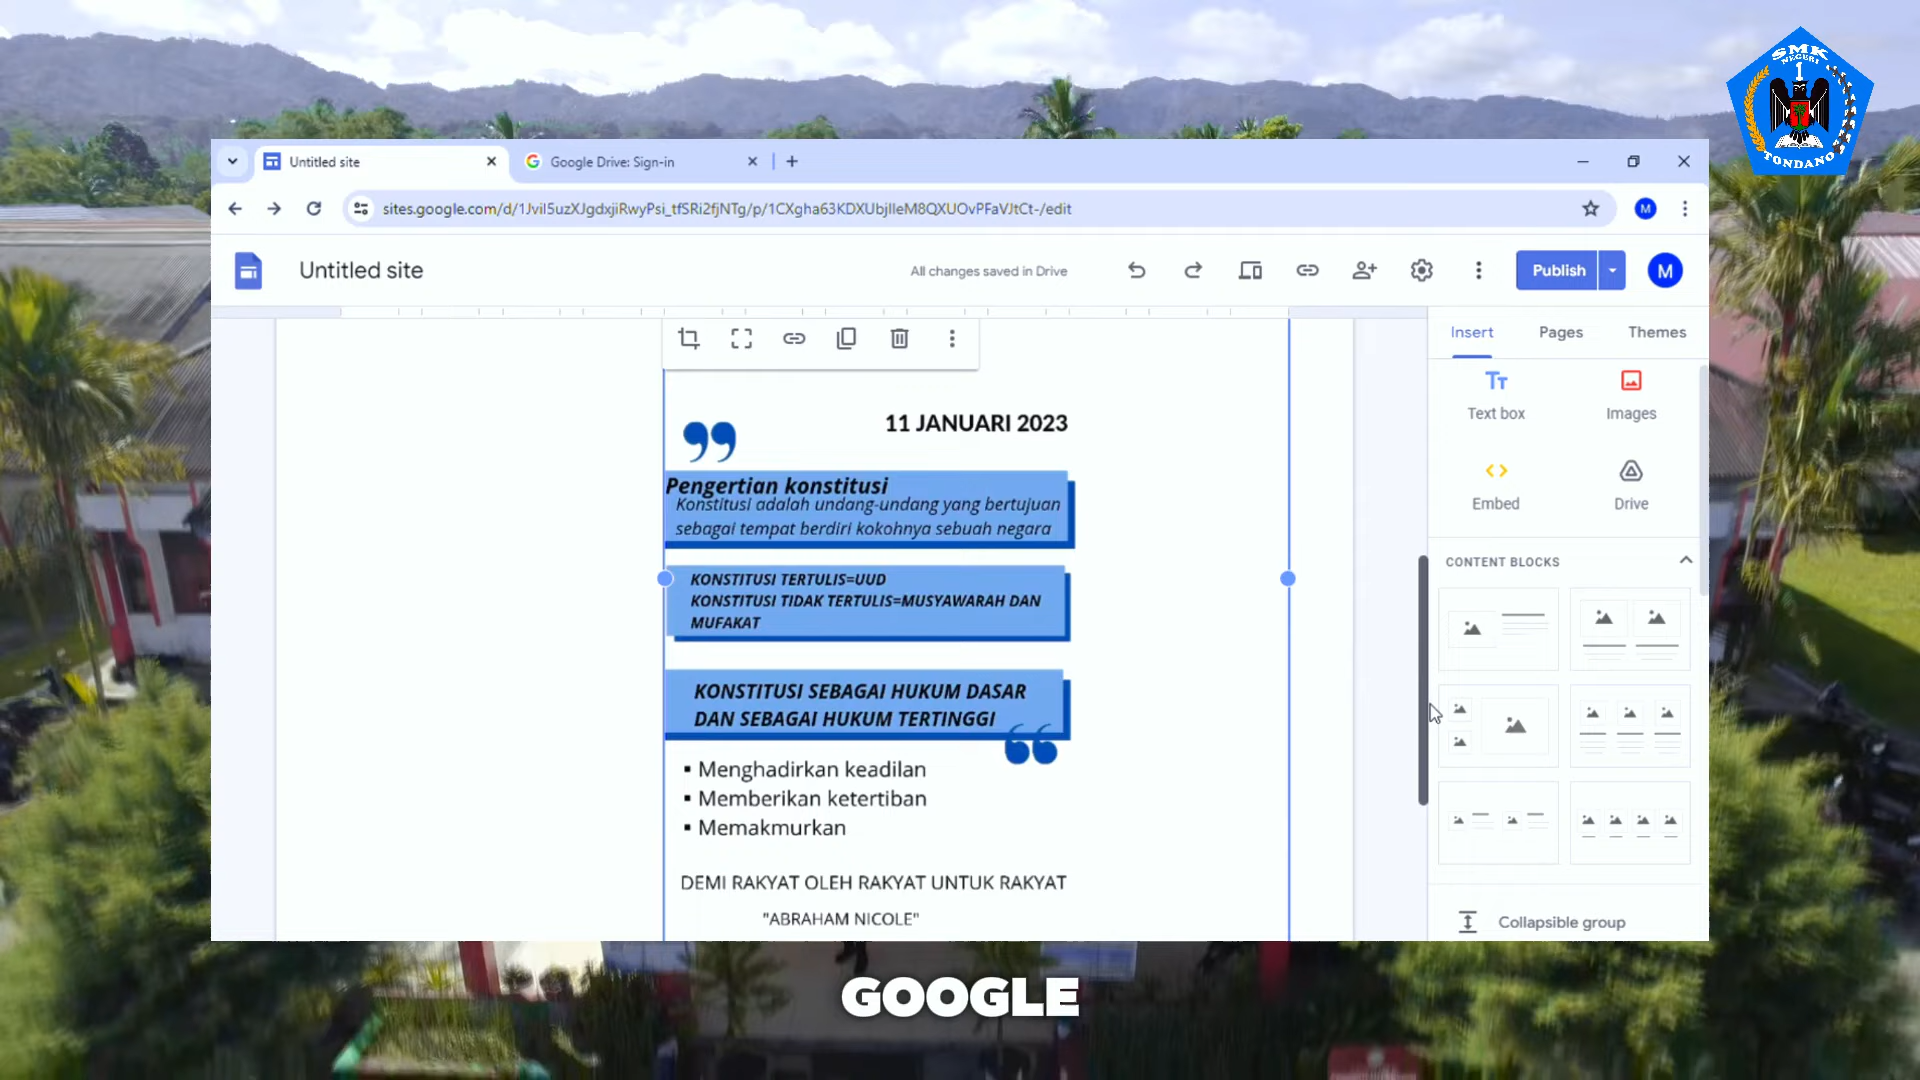 SMK
NEGERI
1
TONDANO
Untitled site
Google Drive: Sign-in
sites.google.com/d/1Jvil5uzXJgdxjiRwyPsi_tfSRi2fjNTg/p/1CXgha63KDXUbjlleM8QXUOvPFaVJtCt-/edit
M
Untitled site
All changes saved in Drive
Publish
M
Insert
Pages
Themes
Tт
Text box
Images
Embed
Drive
CONTENT BLOCKS
Collapsible group
11 JANUARI 2023
Pengertian konstitusi
Konstitusi adalah undang-undang yang bertujuan
sebagai tempat berdiri kokohnya sebuah negara
KONSTITUSI TERTULIS=UUD
KONSTITUSI TIDAK TERTULIS=MUSYAWARAH DAN
MUFAKAT
KONSTITUSI SEBAGAI HUKUM DASAR
DAN SEBAGAI HUKUM TERTINGGI
▪ Menghadirkan keadilan
▪ Memberikan ketertiban
▪ Memakmurkan
DEMI RAKYAT OLEH RAKYAT UNTUK RAKYAT
"ABRAHAM NICOLE"
GOOGLE